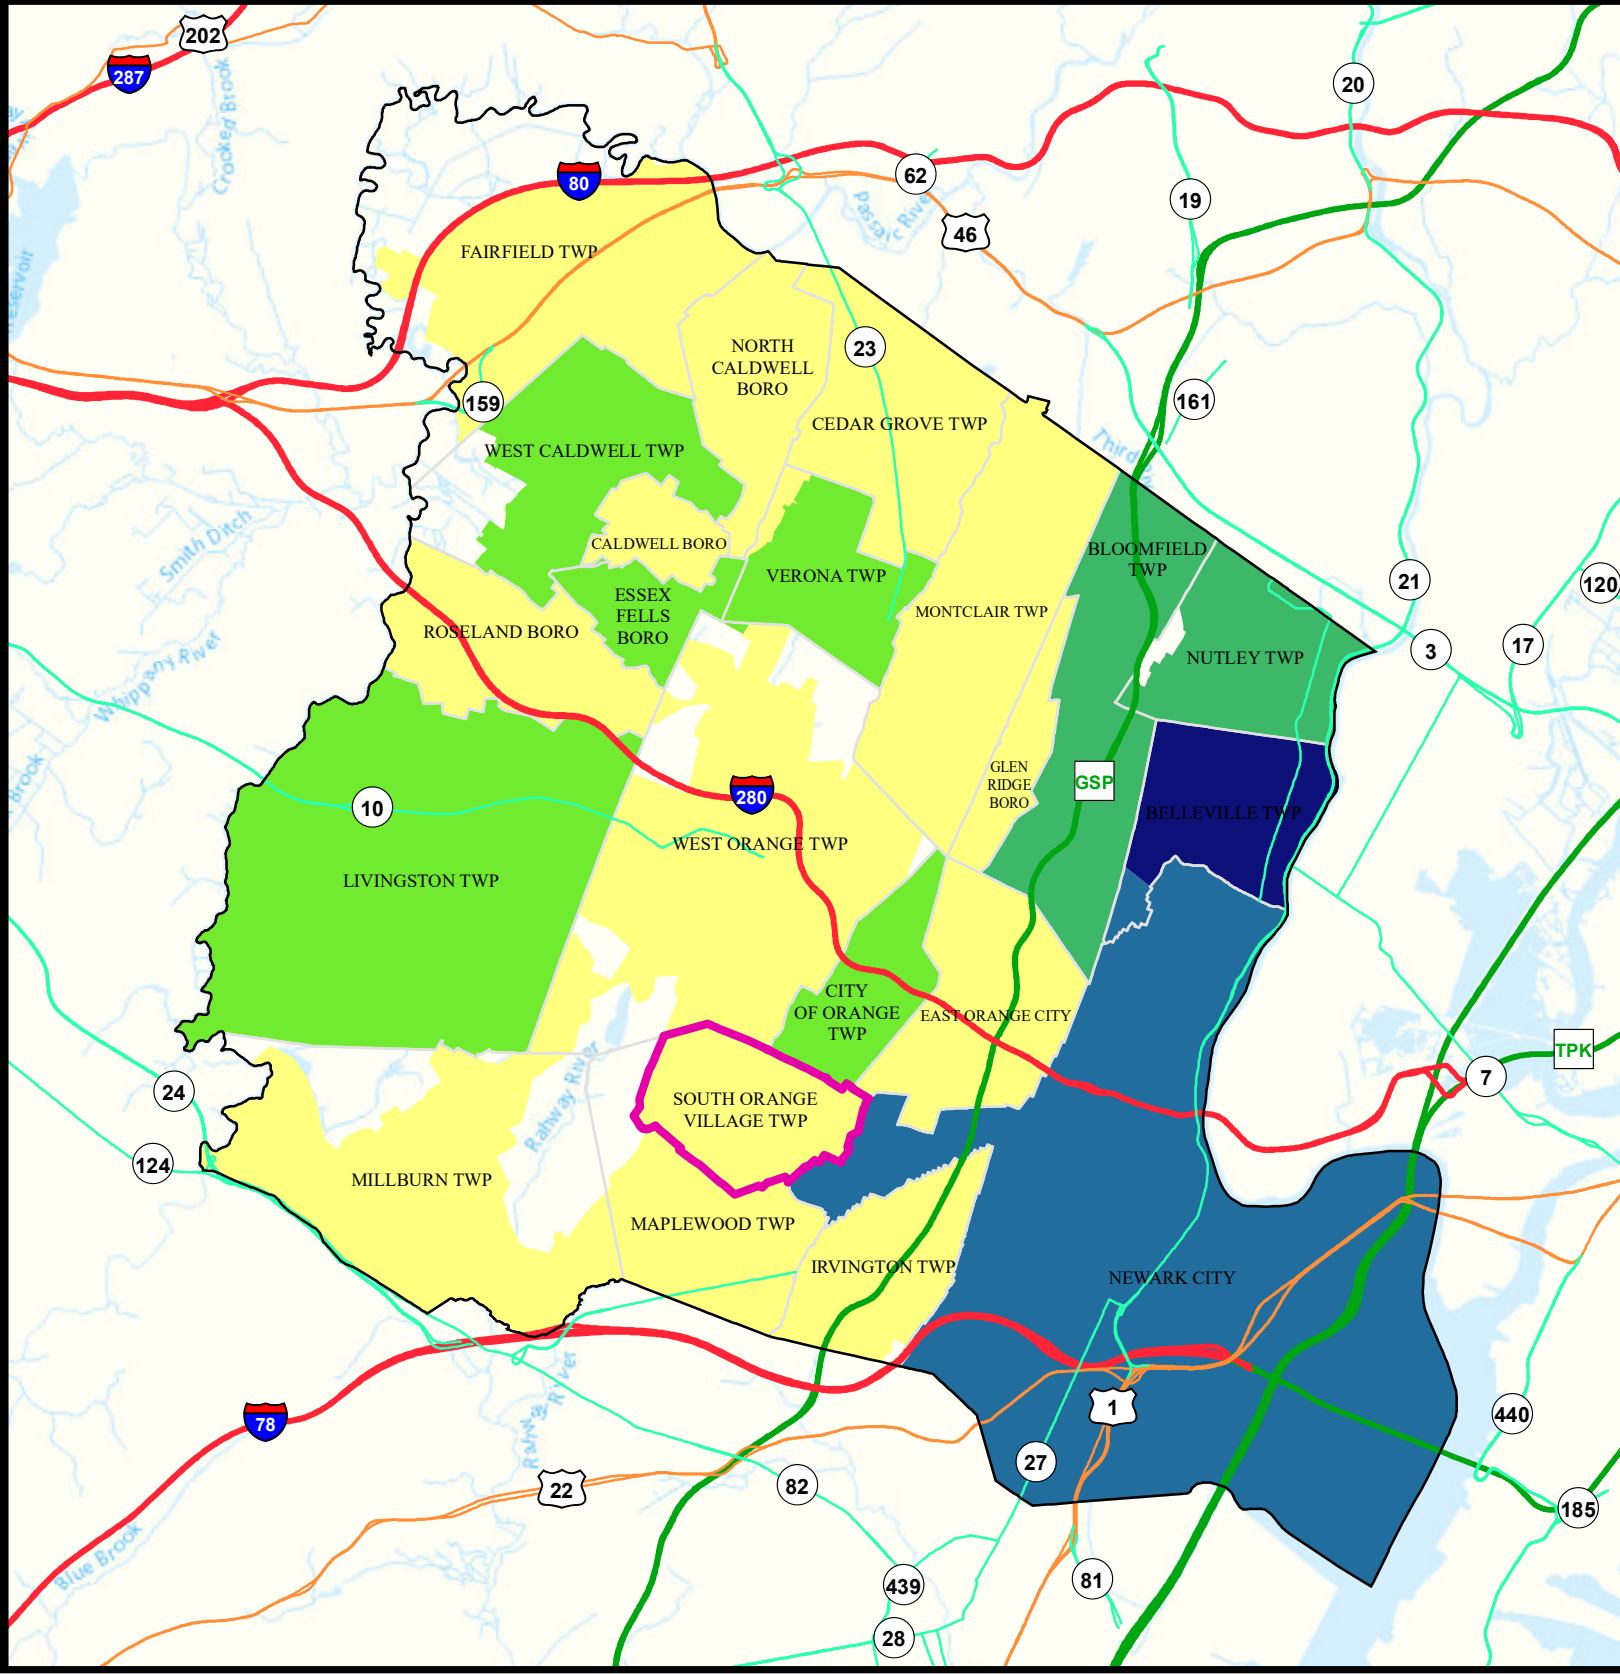 202
287
Crooked Brook
80
62
Passaic River
46
20
19
FAIRFIELD TWP
NORTH
CALDWELL
BORO
23
159
161
CEDAR GROVE TWP
WEST CALDWELL TWP
Smith Ditch
CALDWELL BORO
BLOOMFIELD
TWP
VERONA TWP
21
120
ESSEX
FELLS
BORO
MONTCLAIR TWP
ROSELAND BORO
Whippany River
3
17
NUTLEY TWP
Brook
GLEN
RIDGE
BORO
GSP
280
10
BELLEVILLE TWP
WEST ORANGE TWP
LIVINGSTON TWP
CITY
OF ORANGE
TWP
EAST ORANGE CITY
TPK
7
24
Rahway River
SOUTH ORANGE
VILLAGE TWP
124
MILLBURN TWP
MAPLEWOOD TWP
IRVINGTON TWP
NEWARK CITY
78
1
440
27
22
82
185
Blue Brook
81
439
28